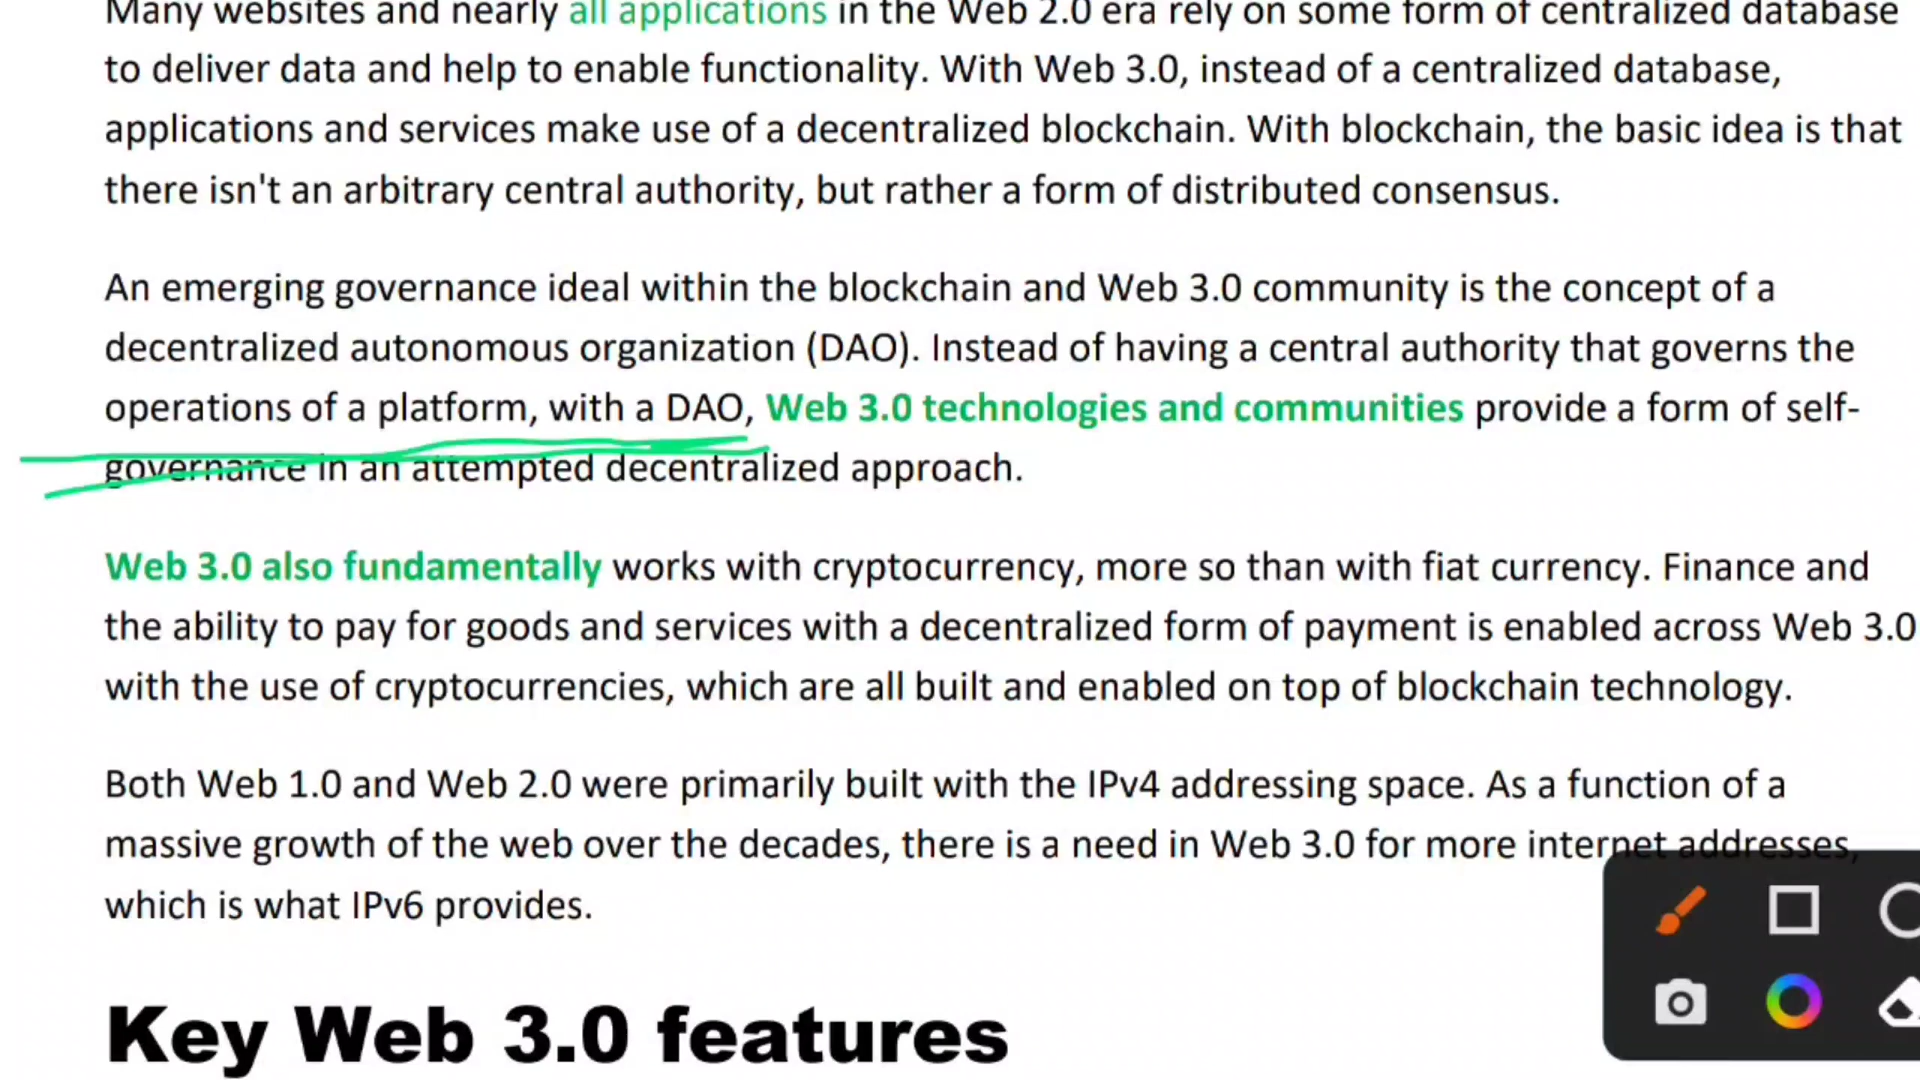 Many websites and nearly all applications in the Web 2.0 era rely on some form of centralized database
to deliver data and help to enable functionality. With Web 3.0, instead of a centralized database,
applications and services make use of a decentralized blockchain. With blockchain, the basic idea is that
there isn't an arbitrary central authority, but rather a form of distributed consensus.
An emerging governance ideal within the blockchain and Web 3.0 community is the concept of a
decentralized autonomous organization (DAO). Instead of having a central authority that governs the
operations of a platform, with a DAO, Web 3.0 technologies and communities provide a form of self-
governance in an attempted decentralized approach.
Web 3.0 also fundamentally works with cryptocurrency, more so than with fiat currency. Finance and
the ability to pay for goods and services with a decentralized form of payment is enabled across Web 3.0
with the use of cryptocurrencies, which are all built and enabled on top of blockchain technology.
Both Web 1.0 and Web 2.0 were primarily built with the IPv4 addressing space. As a function of a
massive growth of the web over the decades, there is a need in Web 3.0 for more internet addresses,
which is what IPv6 provides.
Key Web 3.0 features